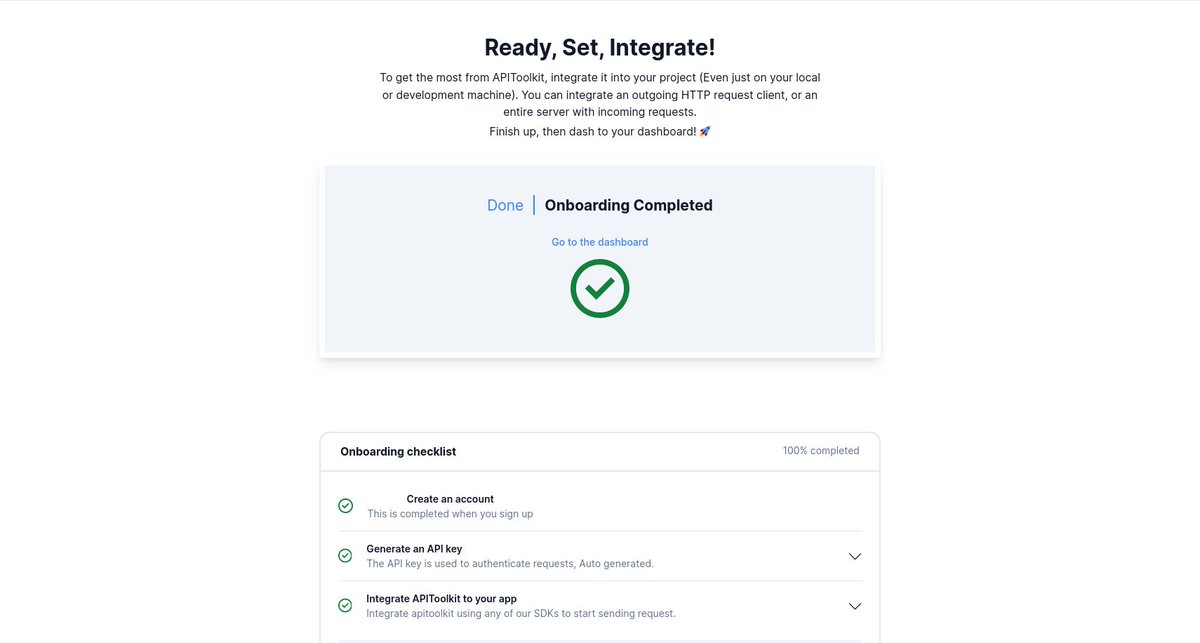 Ready, Set, Integrate!
To get the most from APIToolkit, integrate it into your project (Even just on your local
or development machine). You can integrate an outgoing HTTP request client, or an
entire server with incoming requests.
Finish up, then dash to your dashboard! 🚀
Done | Onboarding Completed
Go to the dashboard
Onboarding checklist
100% completed
Create an account
This is completed when you sign up
Generate an API key
The API key is used to authenticate requests, Auto generated.
Integrate APIToolkit to your app
Integrate apitoolkit using any of our SDKs to start sending request.